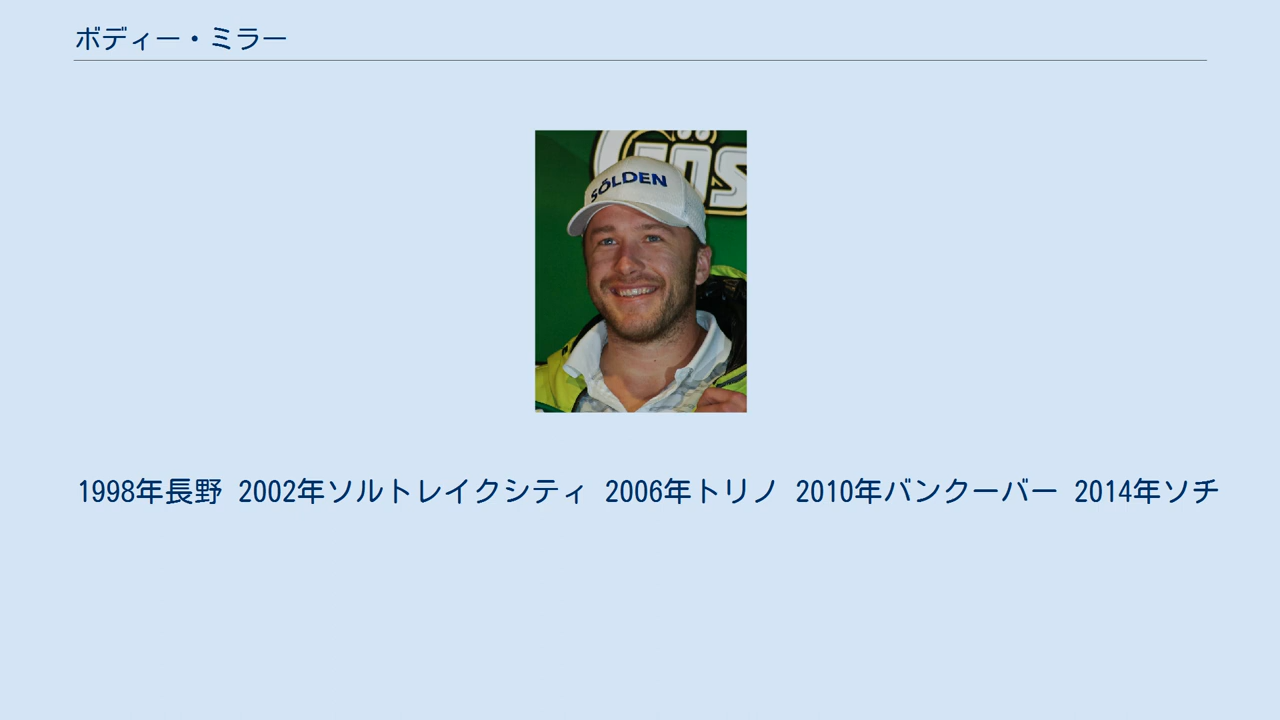 ボディー・ミラー
Gös
SÖLDEN
1998年長野 2002年ソルトレイクシティ 2006年トリノ 2010年バンクーバー 2014年ソチ